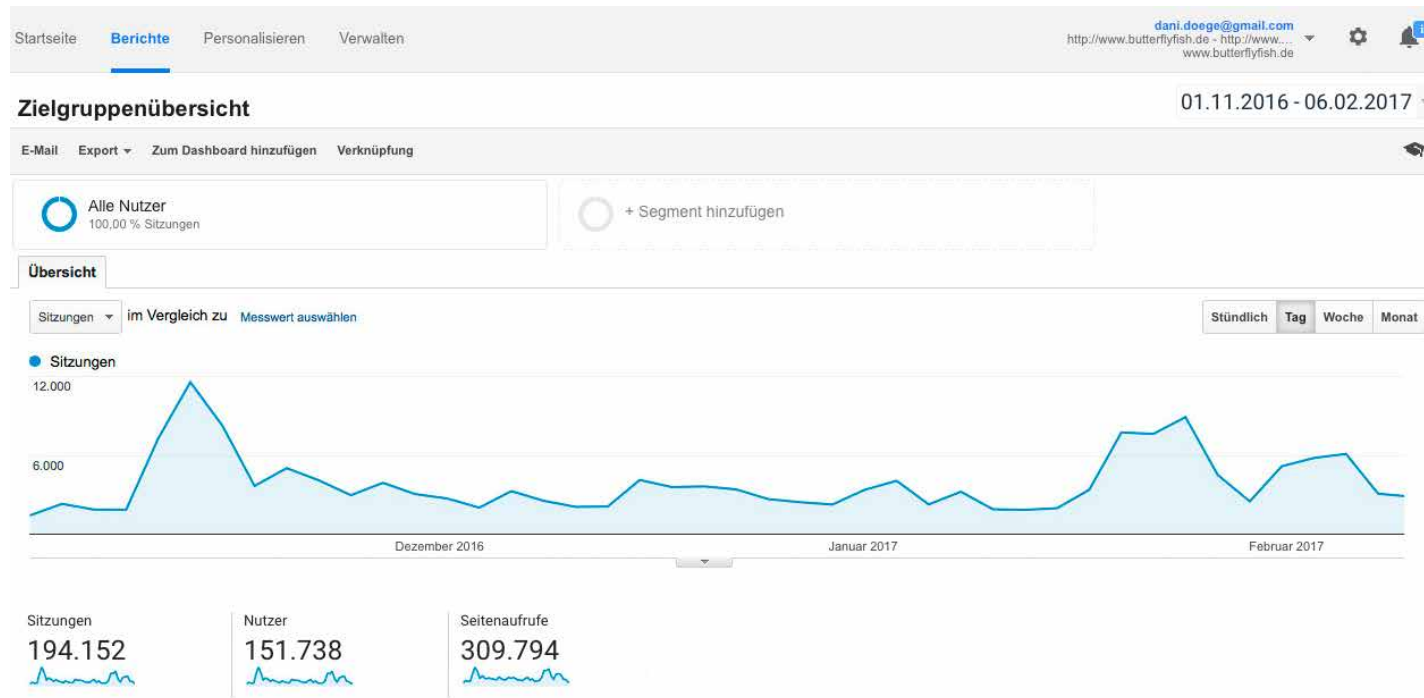 Startseite Berichte Personalisieren Verwalten
dani.doege@gmail.com
http://www.butterflyfish.de - http://www....
www.butterflyfish.de
Zielgruppenübersicht
01.11.2016 - 06.02.2017
E-Mail Export Zum Dashboard hinzufügen Verknüpfung
Alle Nutzer
100,00 % Sitzungen
+ Segment hinzufügen
Übersicht
Sitzungen im Vergleich zu Messwert auswählen
Stündlich Tag Woche Monat
Sitzungen
12.000
6.000
Dezember 2016 Januar 2017 Februar 2017
Sitzungen Nutzer Seitenaufrufe
194.152 151.738 309.794